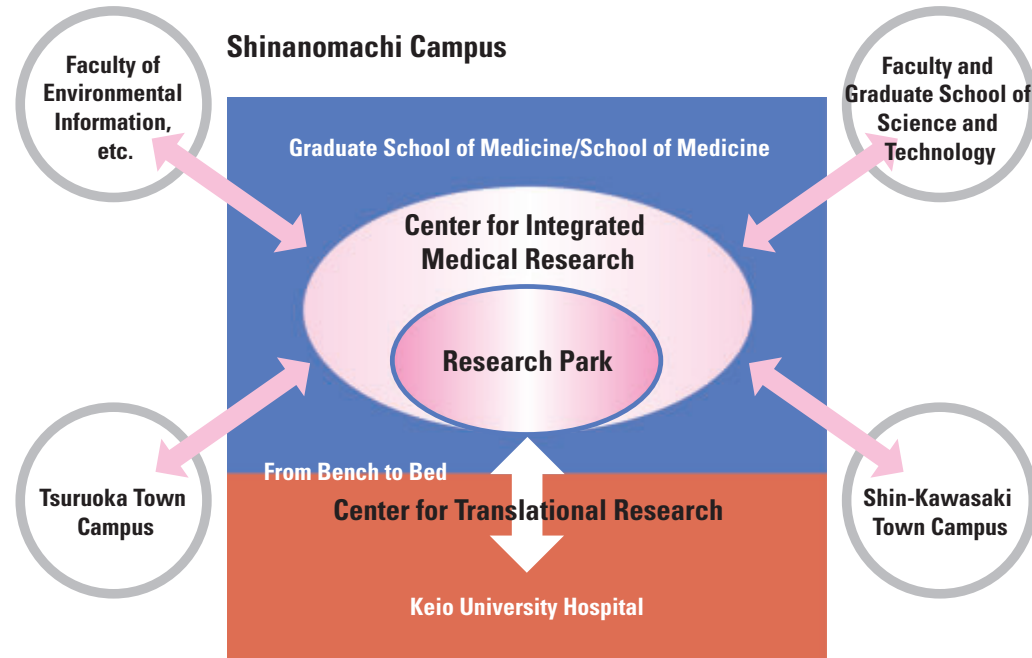 Shinanomachi Campus
Faculty of
Environmental
Information,
etc.
Faculty and
Graduate School of
Science and
Technology
Graduate School of Medicine/School of Medicine
Center for Integrated
Medical Research
Research Park
From Bench to Bed
Center for Translational Research
Keio University Hospital
Tsuruoka Town
Campus
Shin-Kawasaki
Town Campus